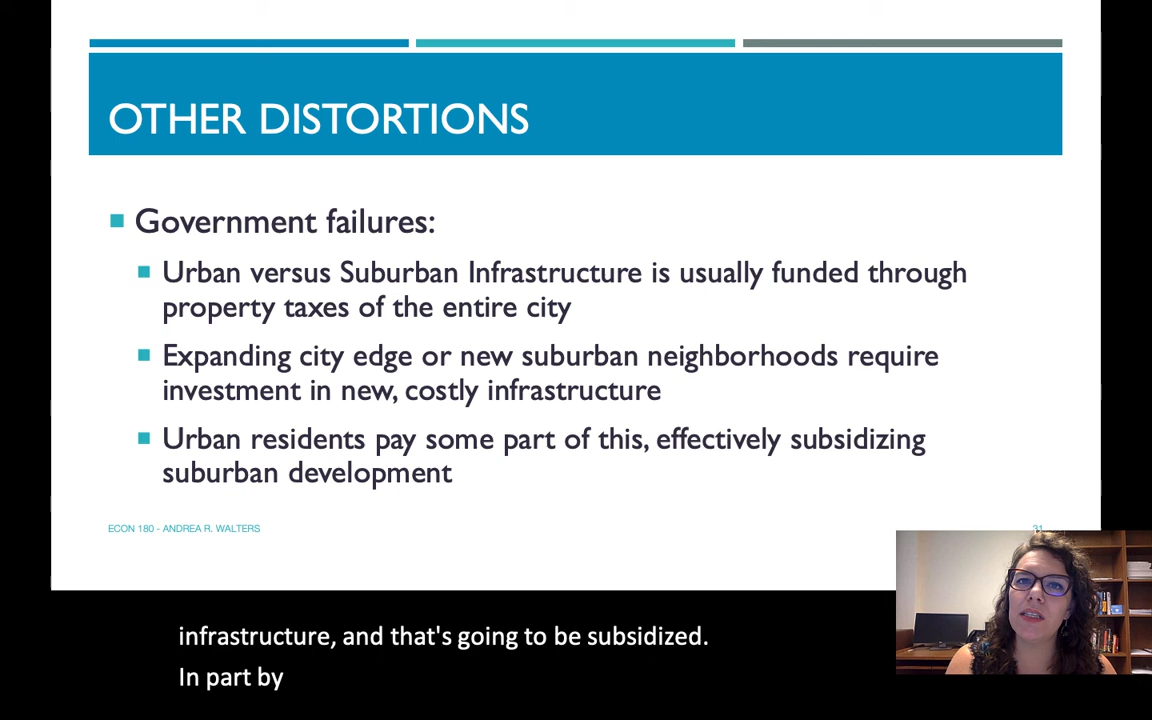 OTHER DISTORTIONS
Government failures:
Urban versus Suburban Infrastructure is usually funded through
property taxes of the entire city
Expanding city edge or new suburban neighborhoods require
investment in new, costly infrastructure
Urban residents pay some part of this, effectively subsidizing
suburban development
ECON 180 - ANDREA R. WALTERS
31
infrastructure, and that's going to be subsidized.
In part by